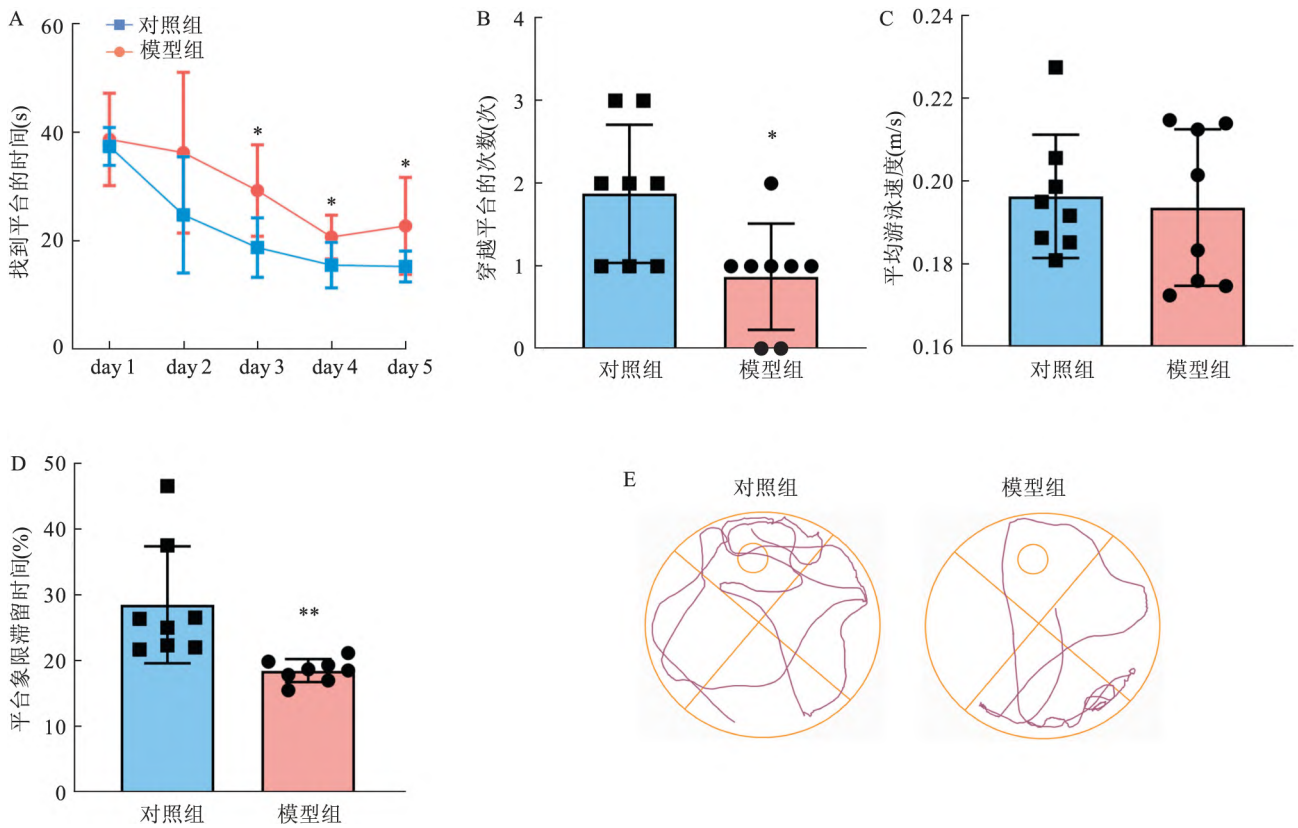 A
60
40
20
0
找到平台的时间(s)
对照组
模型组
*
*
*
day 1
day 2
day 3
day 4
day 5
B
4
3
2
1
0
穿越平台的次数(次)
*
对照组
模型组
C
0.24
0.22
0.20
0.18
0.16
平均游泳速度(m/s)
对照组
模型组
D
50
40
30
20
10
0
平台象限滞留时间(%)
**
对照组
模型组
E
对照组
模型组